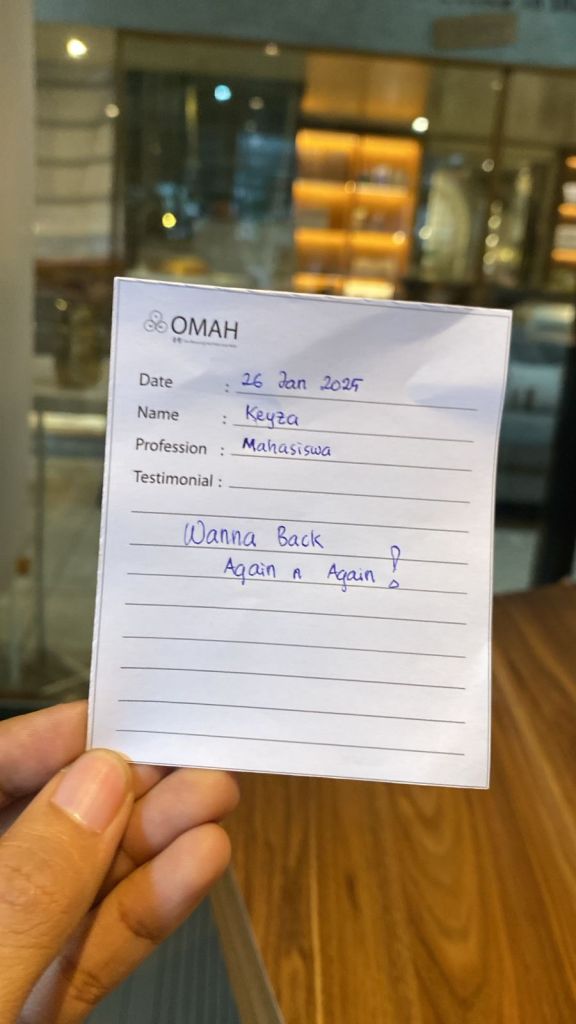 OMAH
Date : 26 Jan 2025
Name : Keyza
Profession : Mahasiswa
Testimonial :
Wanna Back
Again n Again !